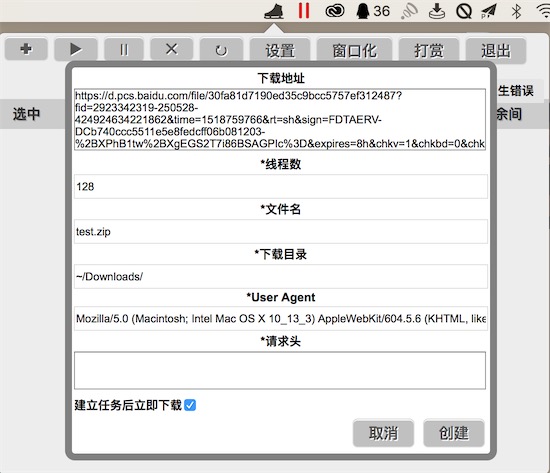 36
设置 窗口化 打赏 退出
生错误
选中
余间
下载地址
https://d.pcs.baidu.com/file/30fa81d7190ed35c9bcc5757ef312487?
fid=2923342319-250528-
424924634221862&time=1518759766&rt=sh&sign=FDTAERV-
DCb740ccc5511e5e8fedcff06b081203-
%2BXPhB1tw%2BXgEGS2T7i86BSAGPIc%3D&expires=8h&chkv=1&chkbd=0&chk
*线程数
128
*文件名
test.zip
*下载目录
~/Downloads/
*User Agent
Mozilla/5.0 (Macintosh; Intel Mac OS X 10_13_3) AppleWebKit/604.5.6 (KHTML, like
*请求头
建立任务后立即下载
取消 创建